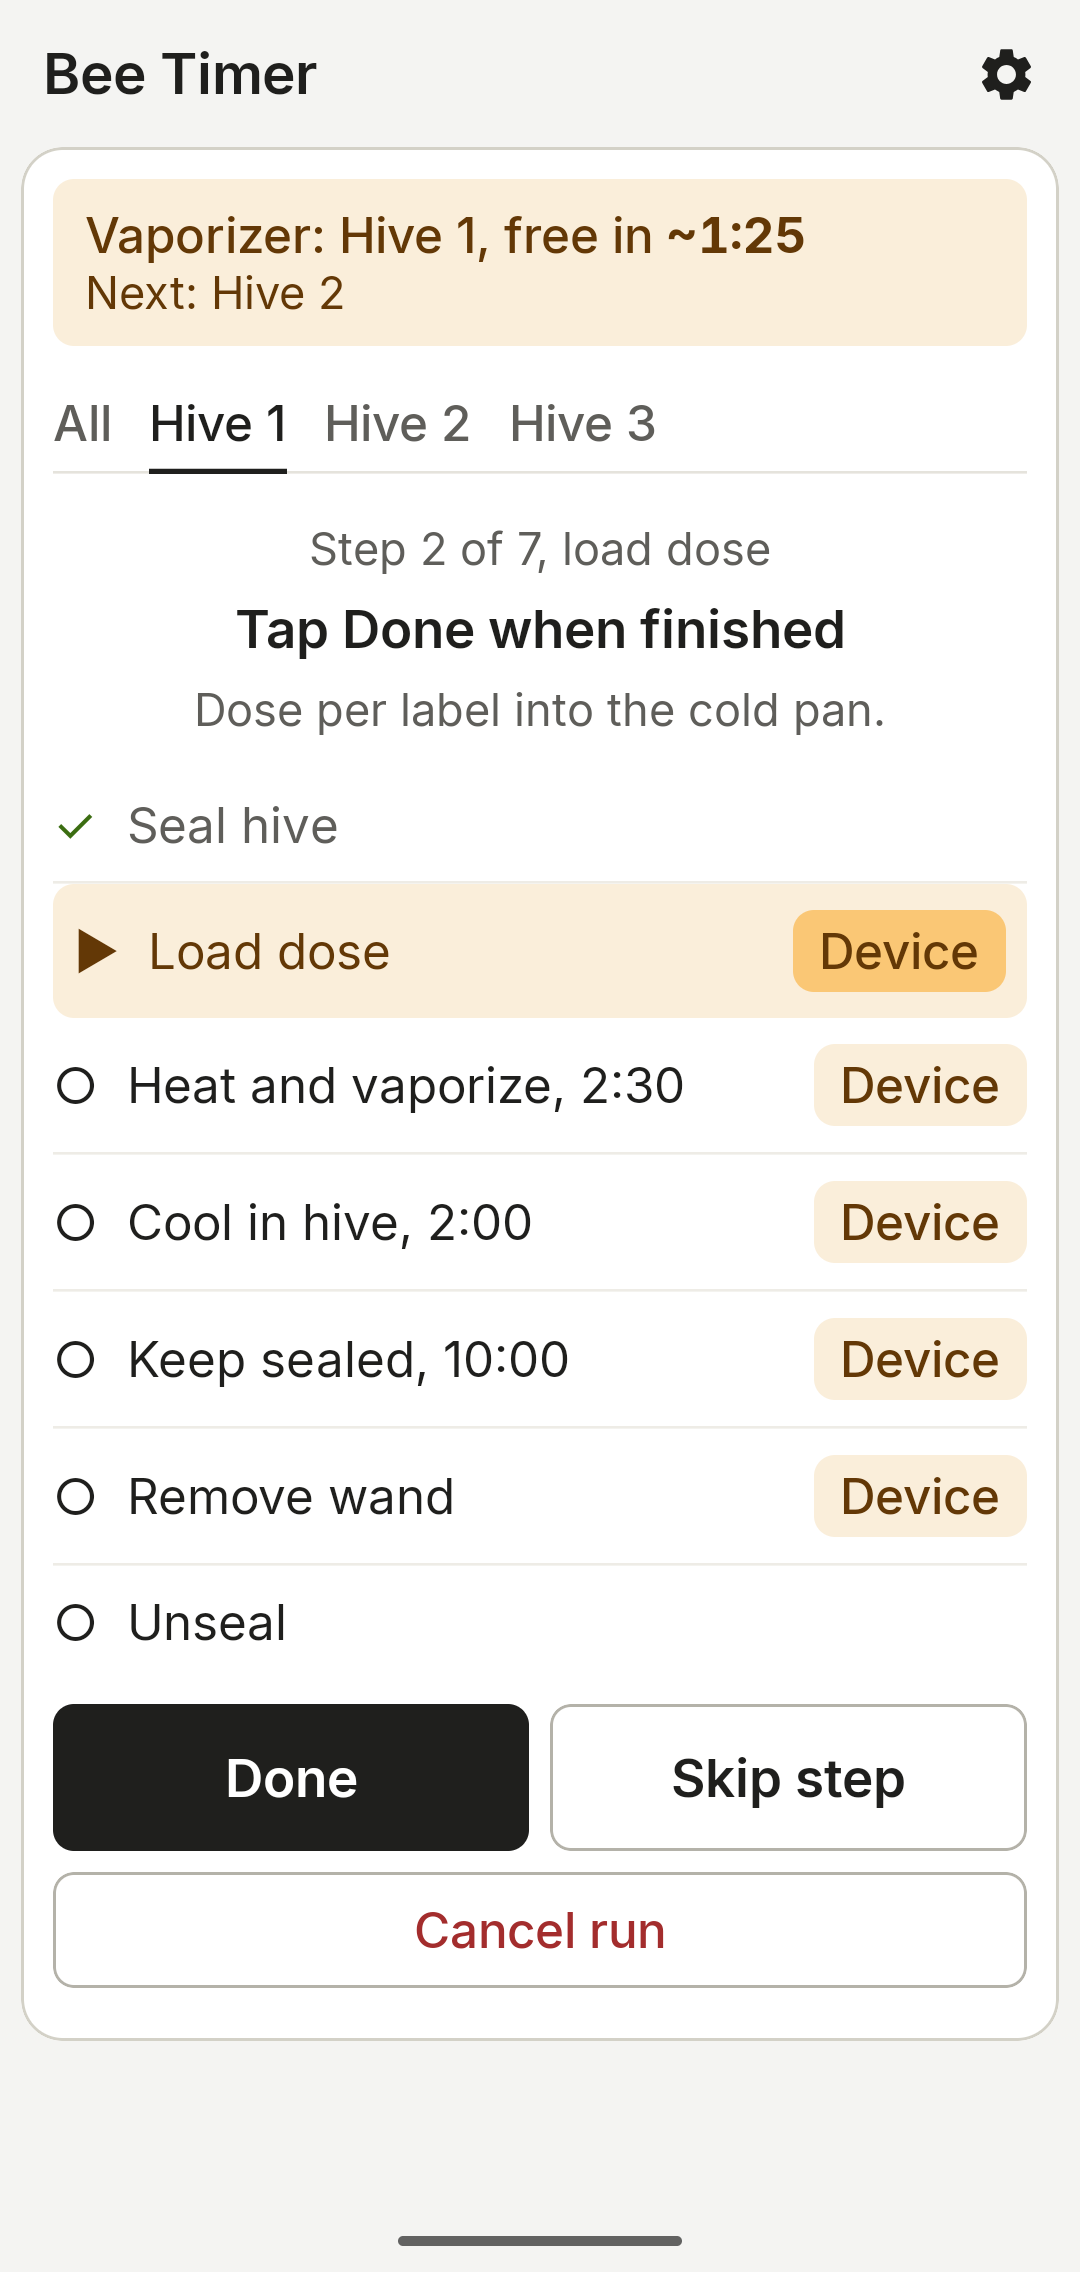 Bee Timer
Vaporizer: Hive 1, free in ~1:25
Next: Hive 2
All Hive 1 Hive 2 Hive 3
Step 2 of 7, load dose
Tap Done when finished
Dose per label into the cold pan.
Seal hive
Load dose Device
Heat and vaporize, 2:30 Device
Cool in hive, 2:00 Device
Keep sealed, 10:00 Device
Remove wand Device
Unseal
Done Skip step
Cancel run